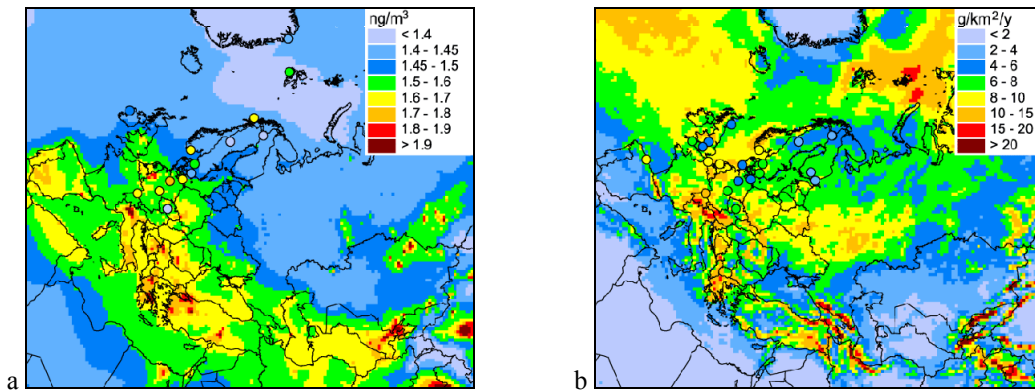 ng/m³
< 1.4
1.4 - 1.45
1.45 - 1.5
1.5 - 1.6
1.6 - 1.7
1.7 - 1.8
1.8 - 1.9
> 1.9
a
g/km²/y
< 2
2 - 4
4 - 6
6 - 8
8 - 10
10 - 15
15 - 20
> 20
b